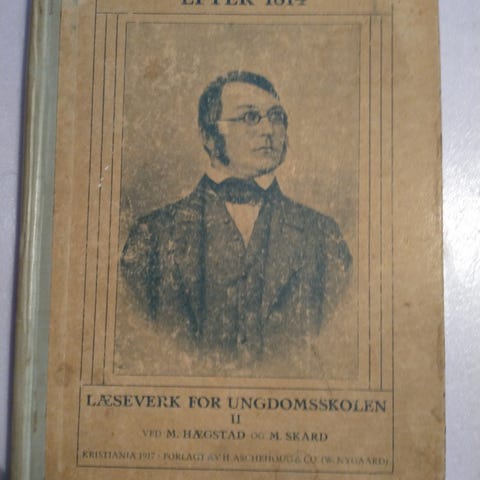 EFTER 1814
LÆSEVERK FOR UNGDOMSSKOLEN
II
VED M. HÆGSTAD OG M. SKARD
KRISTIANIA 1917 - FORLAGT AV H. ASCHEHOUG & CO. (W. NYGAARD)